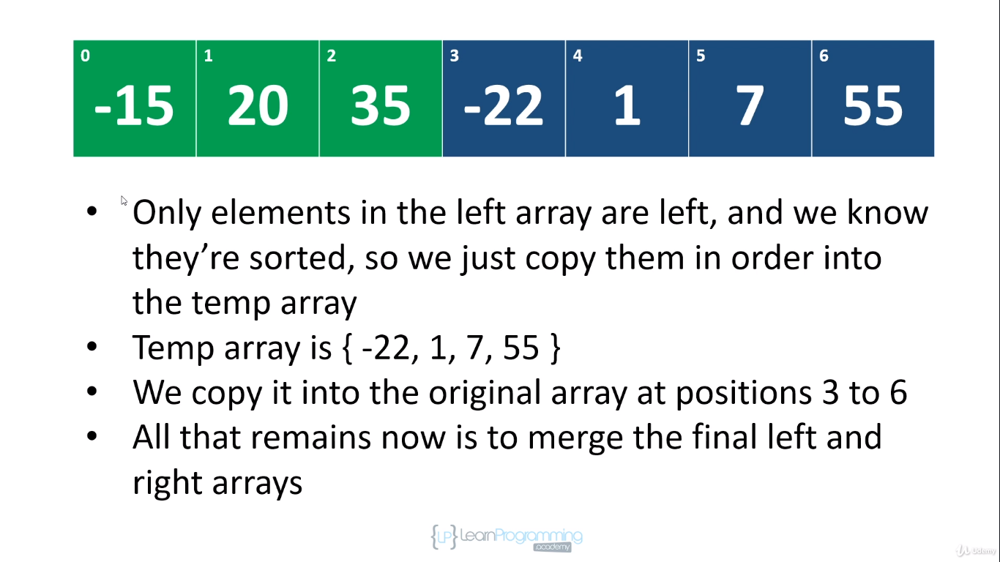 0 1 2 3 4 5 6
-15 20 35 -22 1 7 55
• Only elements in the left array are left, and we know
they’re sorted, so we just copy them in order into
the temp array
• Temp array is { -22, 1, 7, 55 }
• We copy it into the original array at positions 3 to 6
• All that remains now is to merge the final left and
right arrays
{LP} LearnProgramming
.academy
Udemy